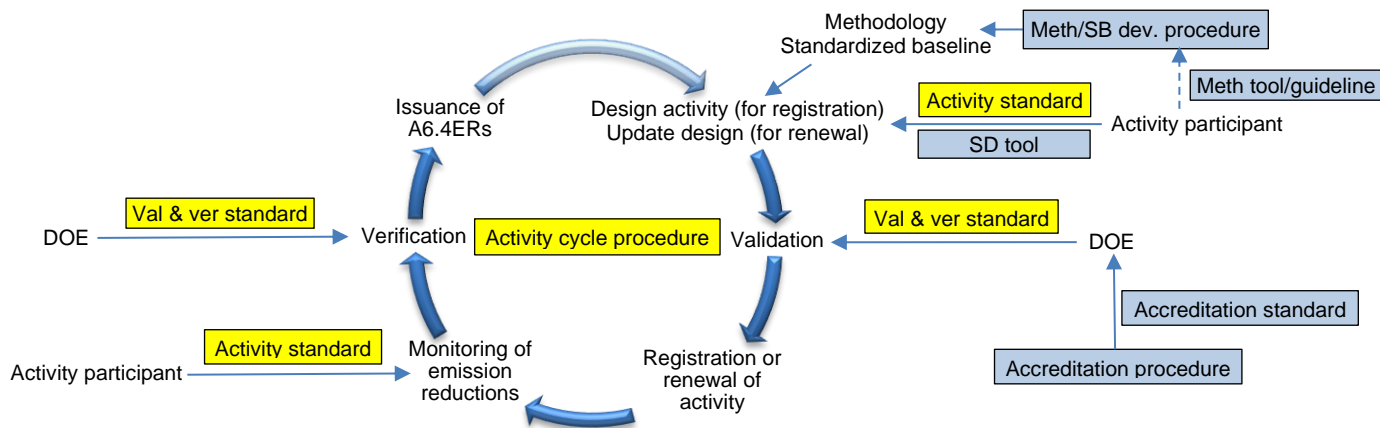 Methodology
Standardized baseline
Meth/SB dev. procedure
Meth tool/guideline
Issuance of
A6.4ERs
Design activity (for registration)
Update design (for renewal)
Activity standard
SD tool
Activity participant
Val & ver standard
DOE
Verification
Activity cycle procedure
Validation
Val & ver standard
DOE
Accreditation standard
Accreditation procedure
Activity participant
Activity standard
Monitoring of
emission
reductions
Registration or
renewal of
activity